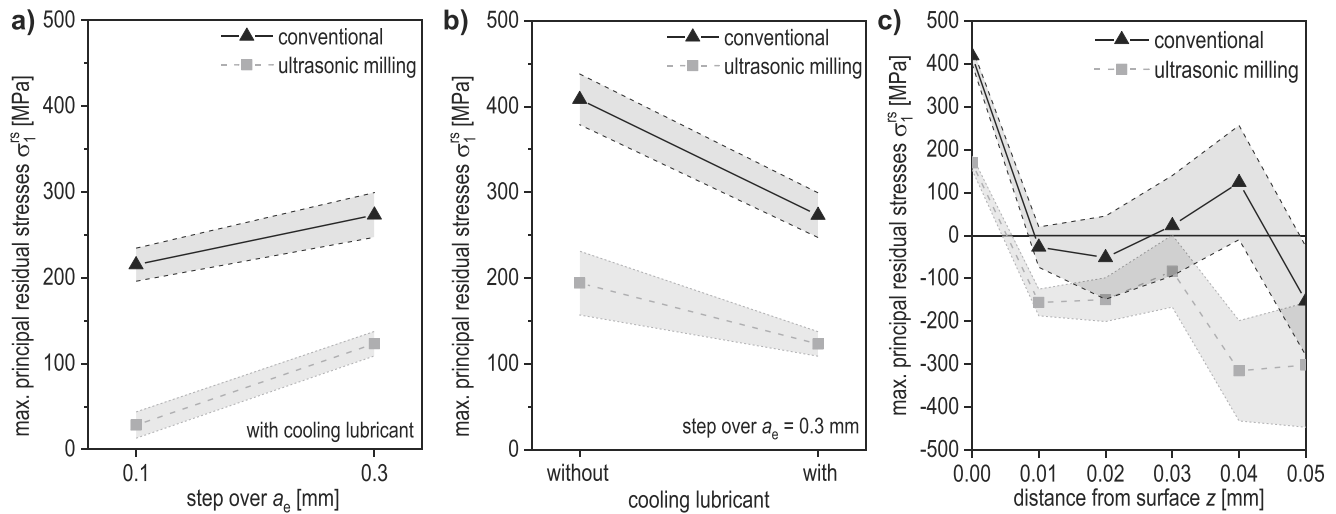 a)
max. principal residual stresses σ₁ʳˢ [MPa]
500
400
300
200
100
0
conventional
ultrasonic milling
with cooling lubricant
0.1
0.3
step over aₑ [mm]
b)
max. principal residual stresses σ₁ʳˢ [MPa]
500
400
300
200
100
0
conventional
ultrasonic milling
step over aₑ = 0.3 mm
without
with
cooling lubricant
c)
max. principal residual stresses σ₁ʳˢ [MPa]
500
400
300
200
100
0
-100
-200
-300
-400
-500
conventional
ultrasonic milling
0.00
0.01
0.02
0.03
0.04
0.05
distance from surface z [mm]